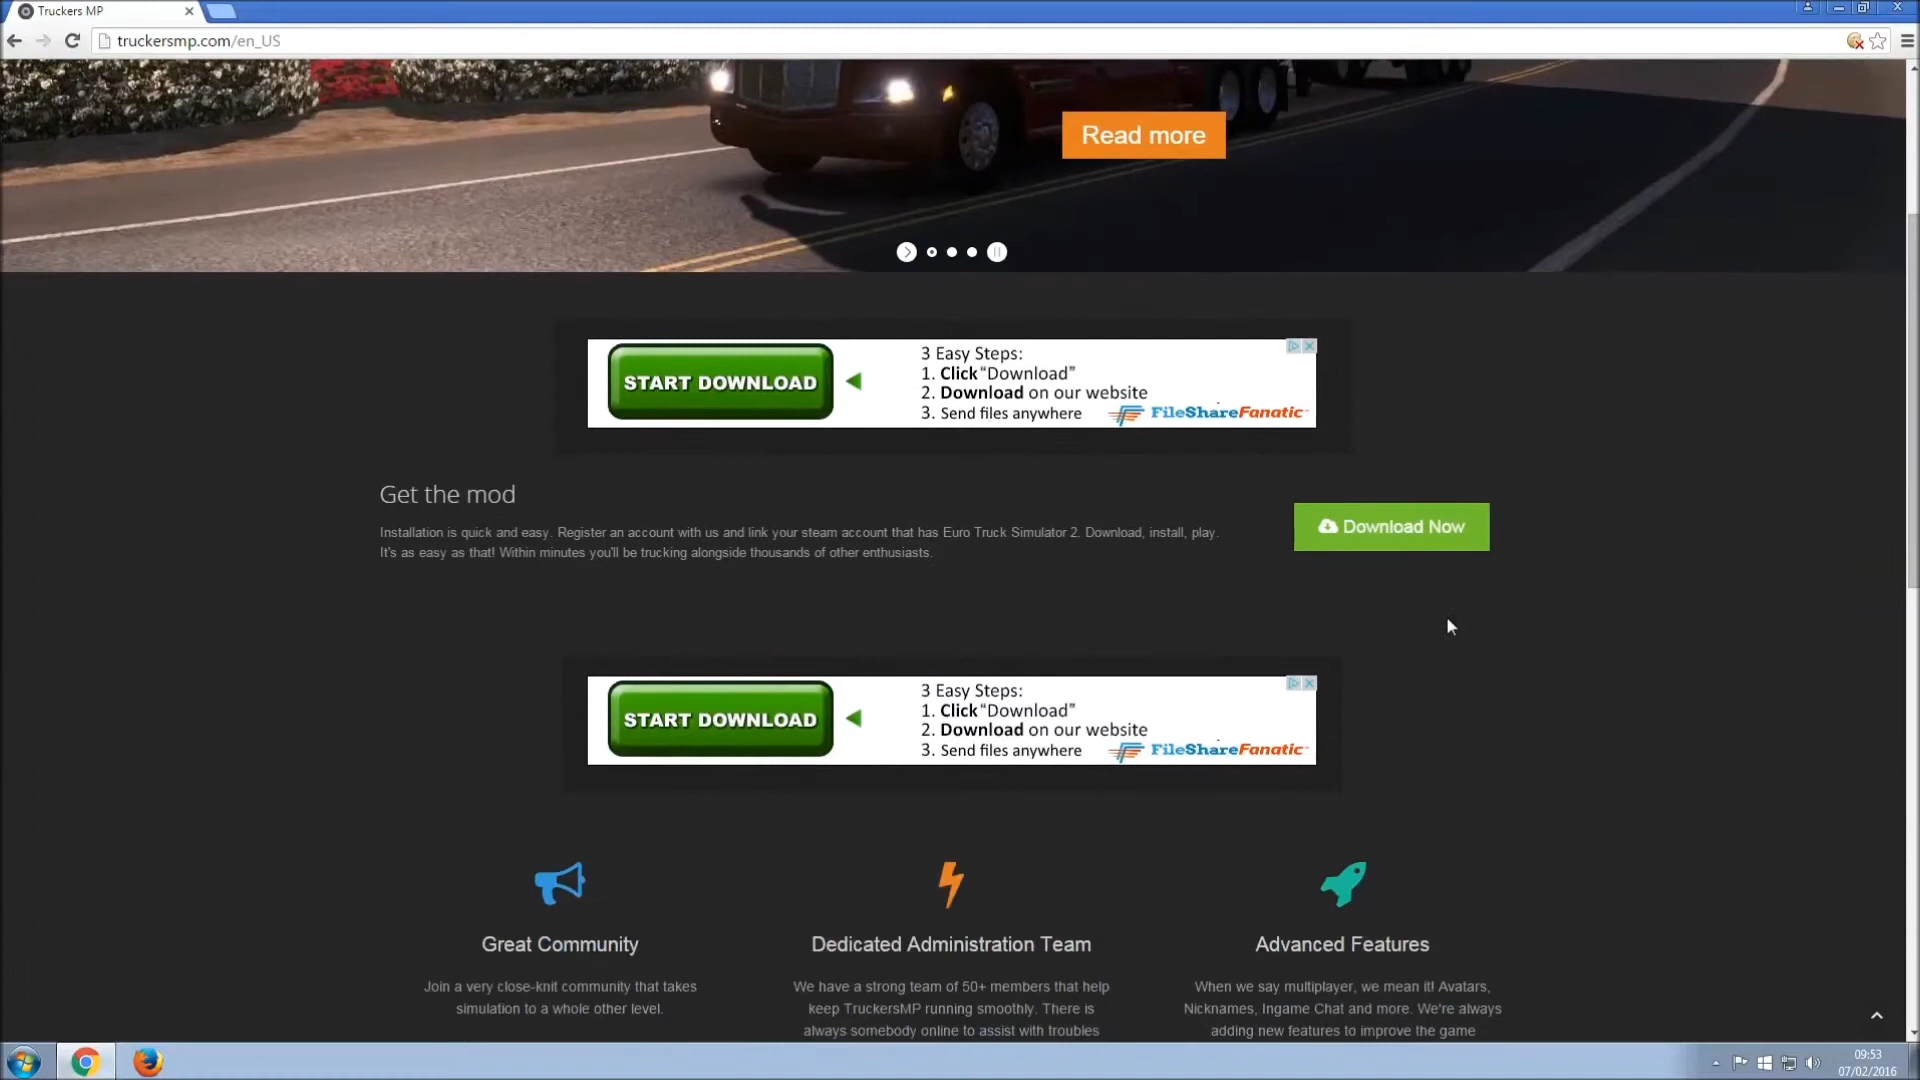 Truckers MP
truckersmp.com/en_US
Read more
START DOWNLOAD
3 Easy Steps:
1. Click "Download"
2. Download on our website
3. Send files anywhere
FileShareFanatic
Get the mod
Installation is quick and easy. Register an account with us and link your steam account that has Euro Truck Simulator 2. Download, install, play.
It's as easy as that! Within minutes you'll be trucking alongside thousands of other enthusiasts.
Download Now
START DOWNLOAD
3 Easy Steps:
1. Click "Download"
2. Download on our website
3. Send files anywhere
FileShareFanatic
Great Community
Join a very close-knit community that takes
simulation to a whole other level.
Dedicated Administration Team
We have a strong team of 50+ members that help
keep TruckersMP running smoothly. There is
always somebody online to assist with troubles
Advanced Features
When we say multiplayer, we mean it! Avatars,
Nicknames, Ingame Chat and more. We're always
adding new features to improve the game
09:53
07/02/2016